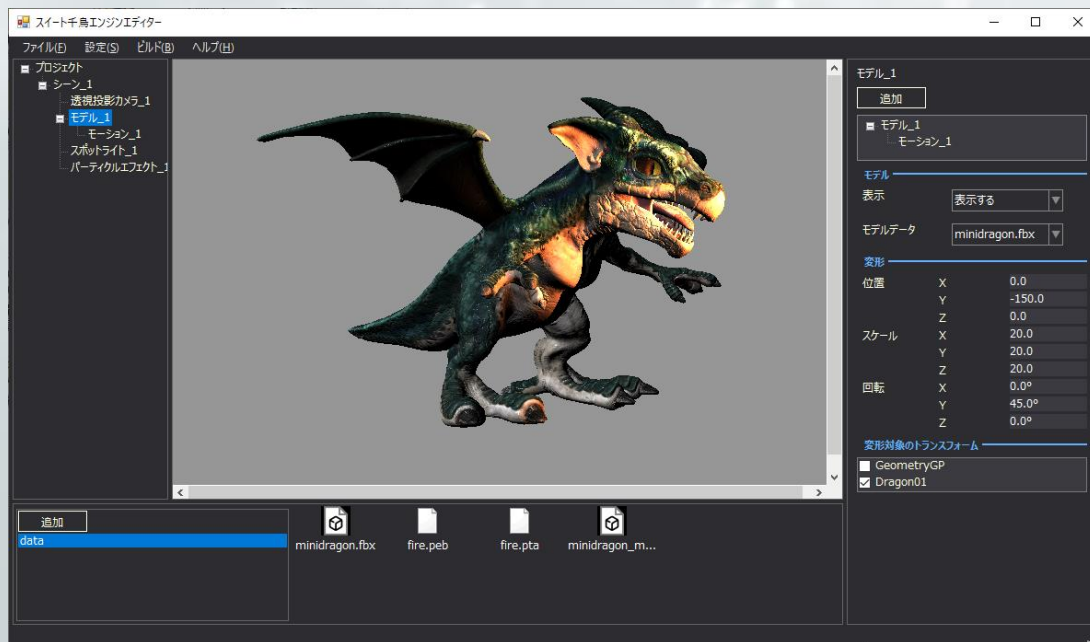 スイート千鳥エンジンエディター
ファイル(F) 設定(S) ビルド(B) ヘルプ(H)
プロジェクト
シーン_1
透視投影カメラ_1
モデル_1
モーション_1
スポットライト_1
パーティクルエフェクト_1
モデル_1
追加
モデル_1
モーション_1
モデル
表示 表示する
モデルデータ minidragon.fbx
変形
位置 X 0.0
Y -150.0
Z 0.0
スケール X 20.0
Y 20.0
Z 20.0
回転 X 0.0°
Y 45.0°
Z 0.0°
変形対象のトランスフォーム
GeometryGP
Dragon01
追加
data
minidragon.fbx fire.peb fire.pta minidragon_m...